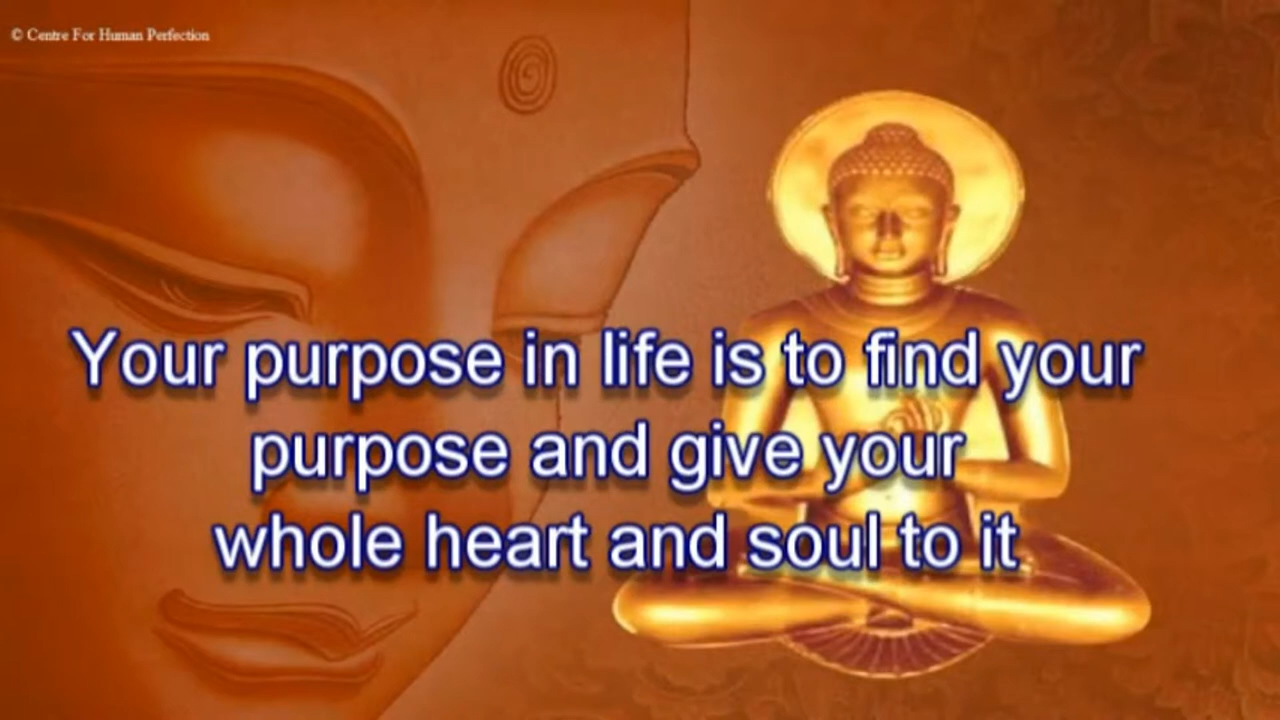 © Centre For Human Perfection
Your purpose in life is to find your
purpose and give your
whole heart and soul to it